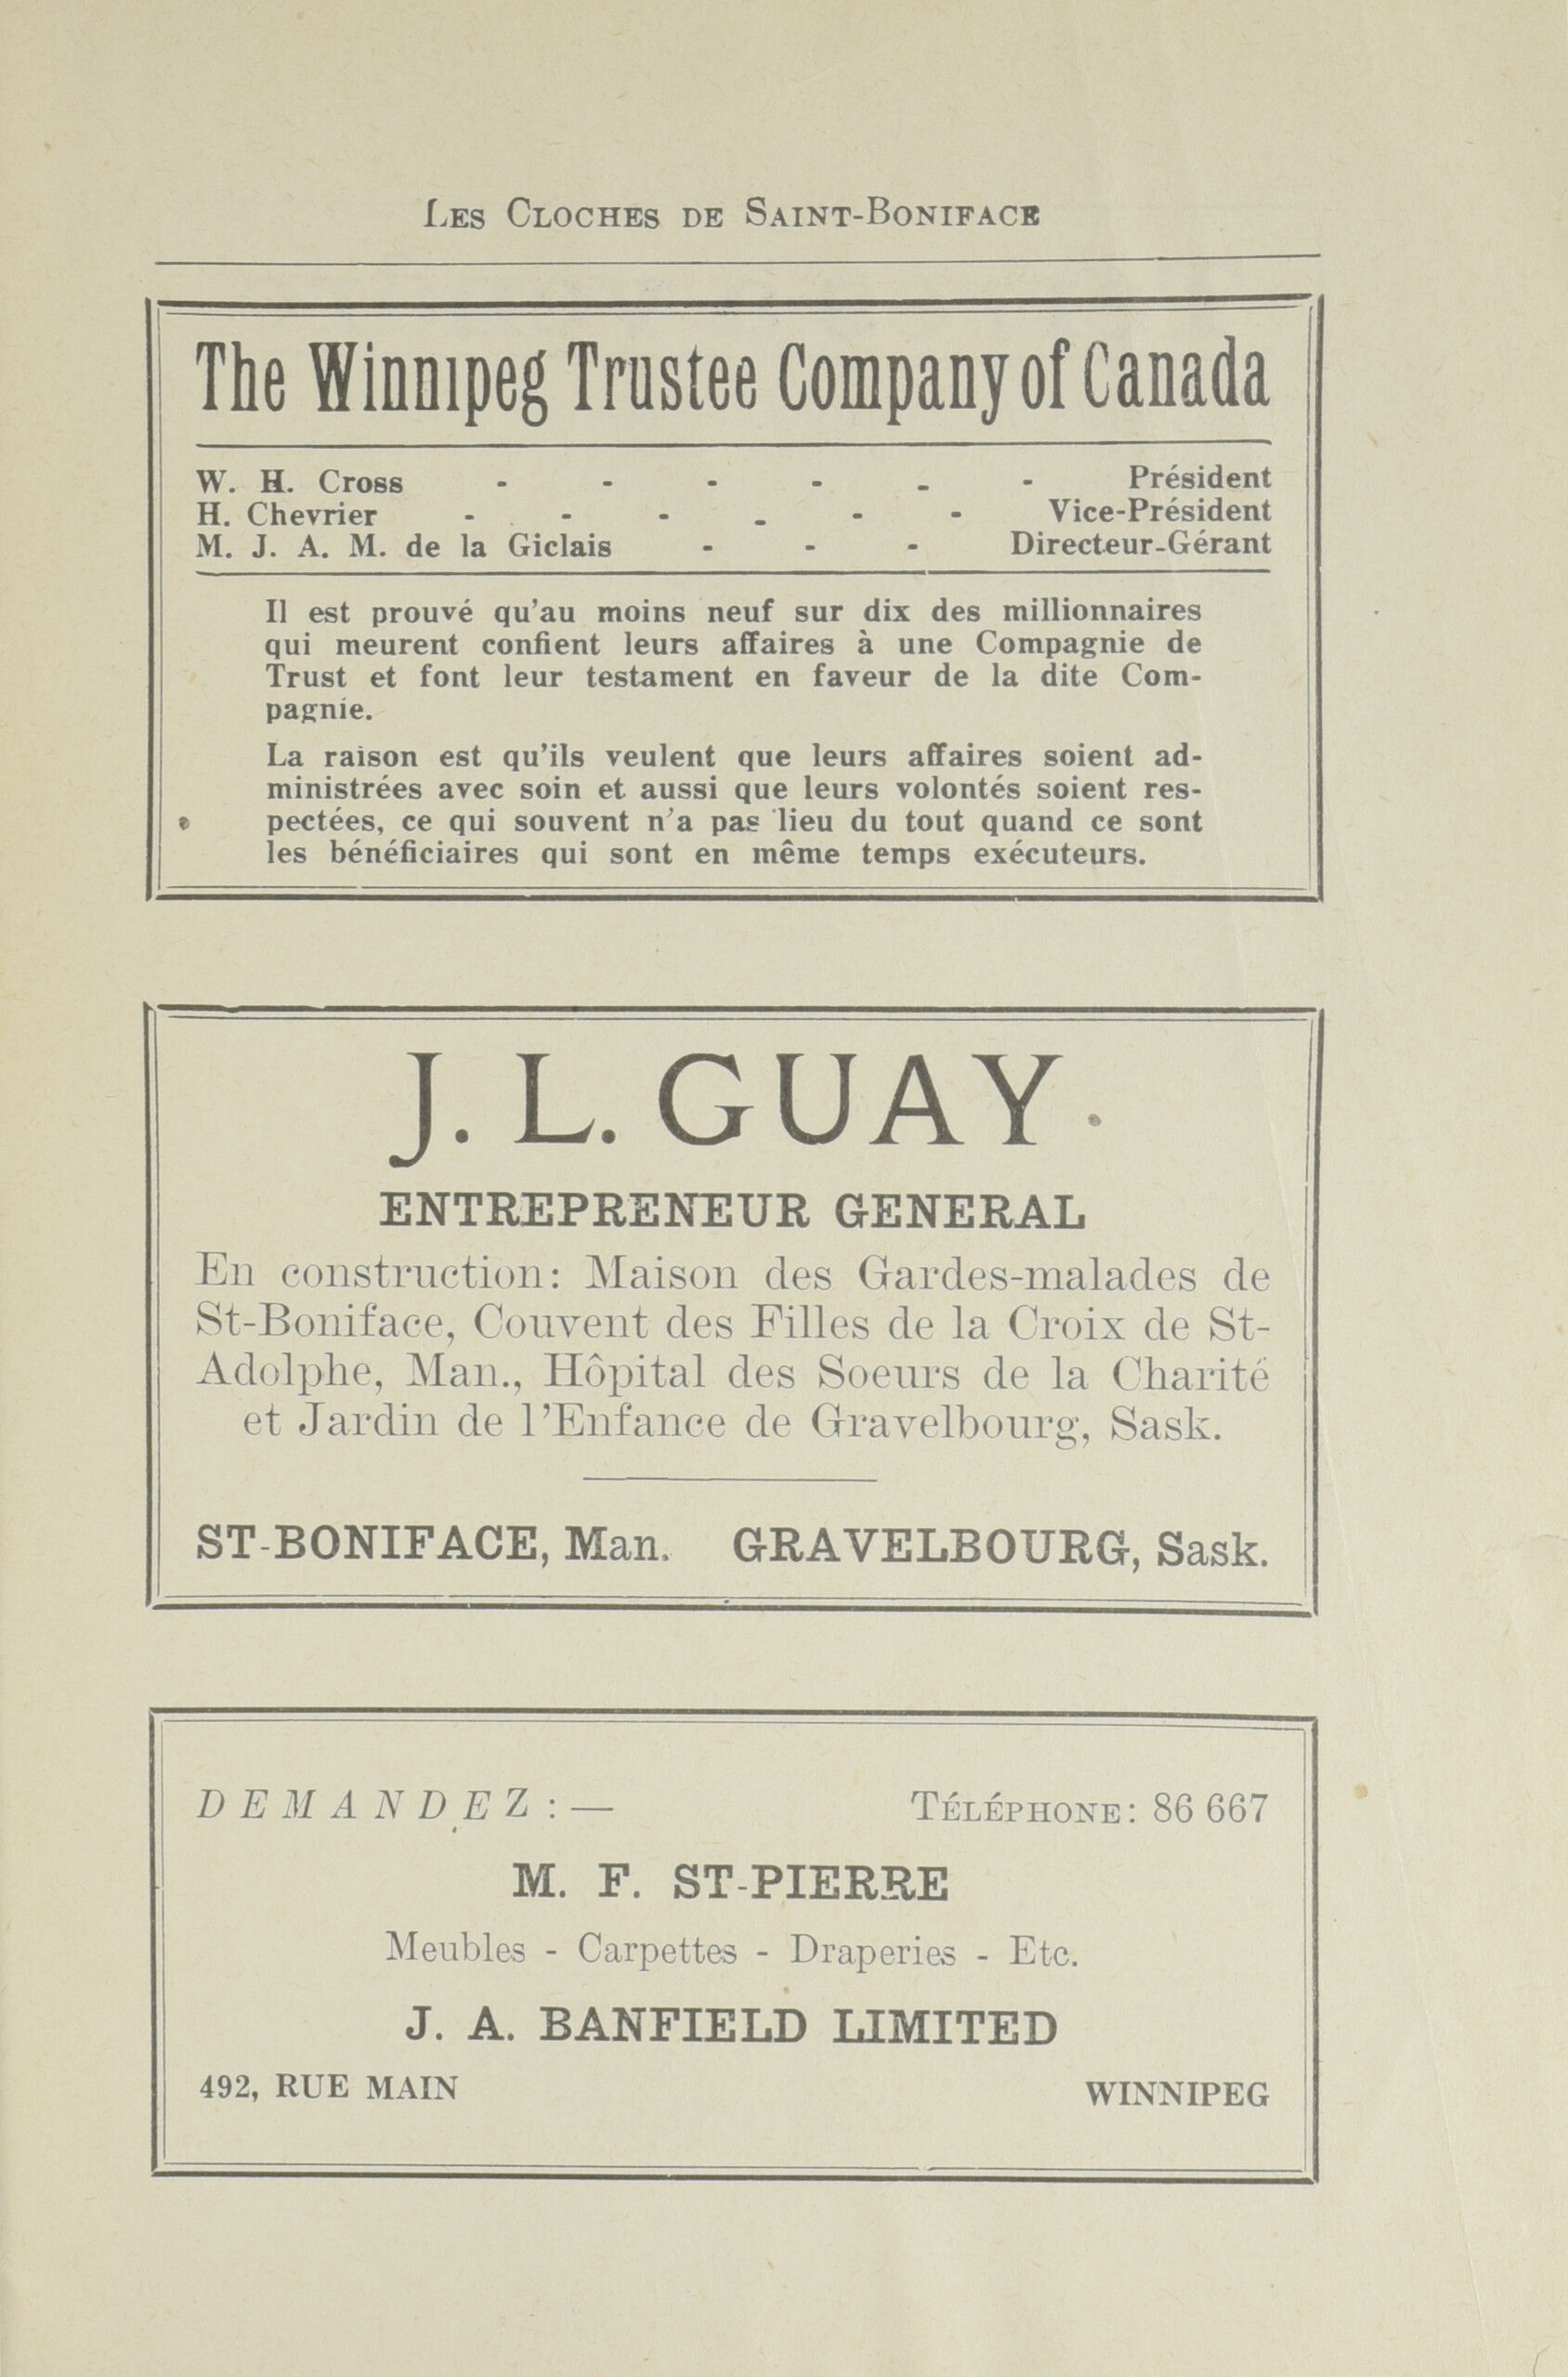 Les Cloches de Saint-Boniface
The Winnipeg Trustee Company of Canada
W. H. Cross - - - - - - Président
H. Chevrier - - - - - - Vice-Président
M. J. A. M. de la Giclais - - - Directeur-Gérant
Il est prouvé qu'au moins neuf sur dix des millionnaires
qui meurent confient leurs affaires à une Compagnie de
Trust et font leur testament en faveur de la dite Com-
pagnie.
La raison est qu'ils veulent que leurs affaires soient ad-
ministrées avec soin et aussi que leurs volontés soient res-
pectées, ce qui souvent n'a pas lieu du tout quand ce sont
les bénéficiaires qui sont en même temps exécuteurs.
J. L. GUAY
ENTREPRENEUR GENERAL
En construction: Maison des Gardes-malades de
St-Boniface, Couvent des Filles de la Croix de St-
Adolphe, Man., Hôpital des Soeurs de la Charité
et Jardin de l'Enfance de Gravelbourg, Sask.
ST-BONIFACE, Man. GRAVELBOURG, Sask.
DEMANDEZ:— Téléphone: 86 667
M. F. ST-PIERRE
Meubles - Carpettes - Draperies - Etc.
J. A. BANFIELD LIMITED
492, RUE MAIN WINNIPEG